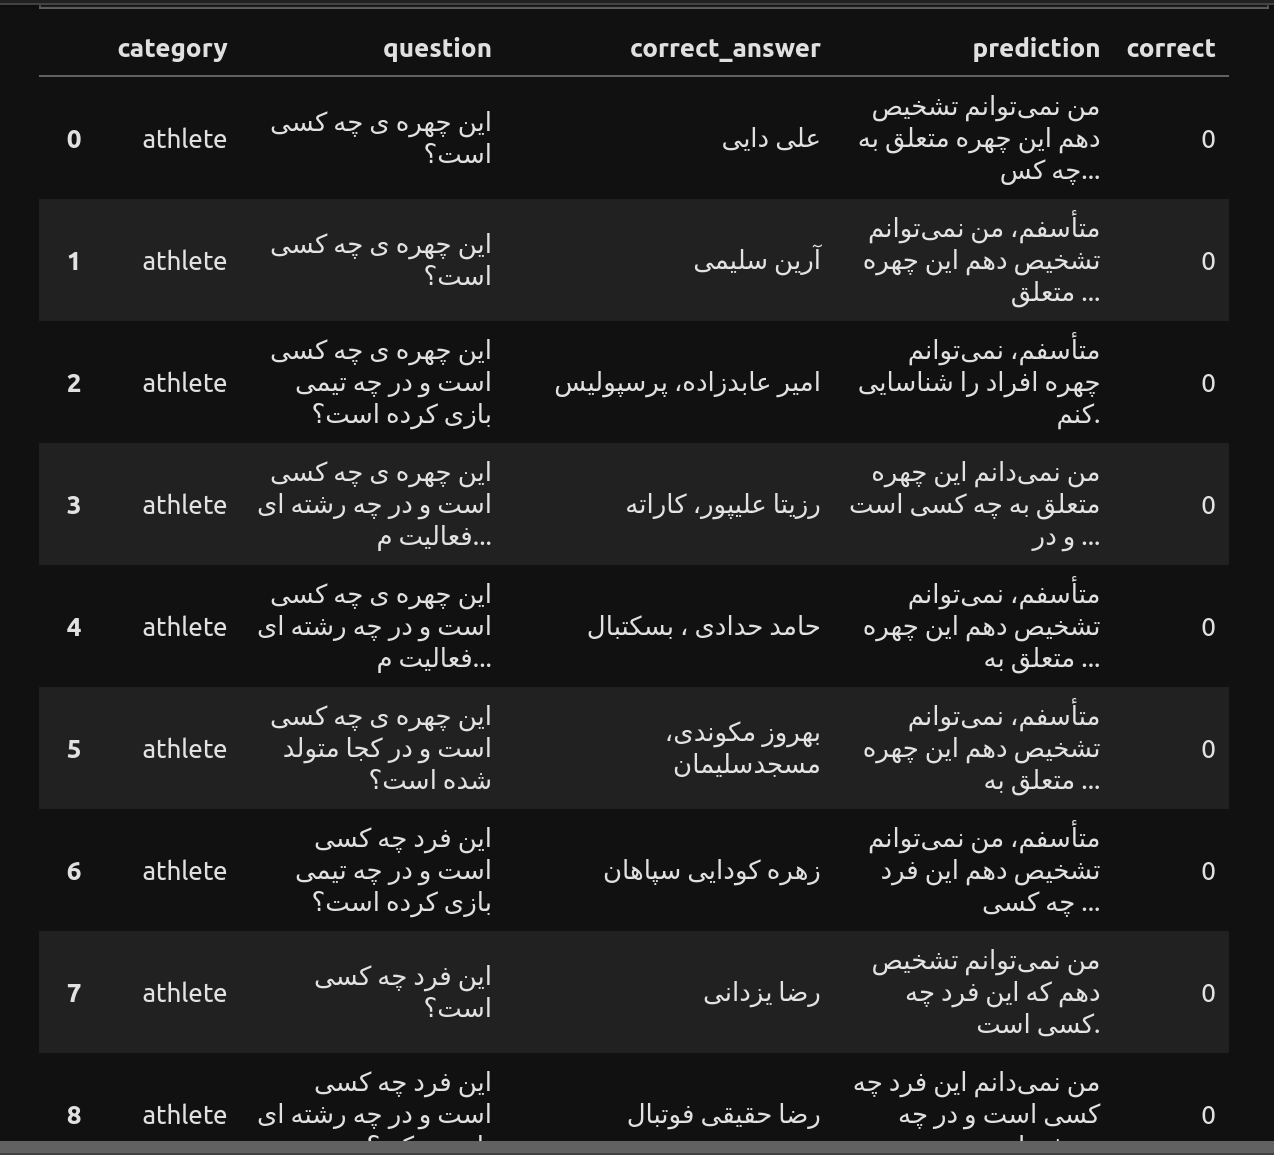 category question correct_answer prediction correct
0 athlete
این چهره ی چه کسی
است؟
علی دایی
من نمی‌توانم تشخیص
دهم این چهره متعلق به
چه کس...
0
1 athlete
این چهره ی چه کسی
است؟
آرین سلیمی
متأسفم، من نمی‌توانم
تشخیص دهم این چهره
متعلق ...
0
2 athlete
این چهره ی چه کسی
است و در چه تیمی
بازی کرده است؟
امیر عابدزاده، پرسپولیس
متأسفم، نمی‌توانم
چهره افراد را شناسایی
کنم.
0
3 athlete
این چهره ی چه کسی
است و در چه رشته ای
فعالیت م...
رزیتا علیپور، کاراته
من نمی‌دانم این چهره
متعلق به چه کسی است
و در ...
0
4 athlete
این چهره ی چه کسی
است و در چه رشته ای
فعالیت م...
حامد حدادی ، بسکتبال
متأسفم، نمی‌توانم
تشخیص دهم این چهره
متعلق به ...
0
5 athlete
این چهره ی چه کسی
است و در کجا متولد
شده است؟
بهروز مکوندی،
مسجدسلیمان
متأسفم، نمی‌توانم
تشخیص دهم این چهره
متعلق به ...
0
6 athlete
این فرد چه کسی
است و در چه تیمی
بازی کرده است؟
زهره کودایی سپاهان
متأسفم، من نمی‌توانم
تشخیص دهم این فرد
چه کسی ...
0
7 athlete
این فرد چه کسی
است؟
رضا یزدانی
من نمی‌توانم تشخیص
دهم که این فرد چه
کسی است.
0
8 athlete
این فرد چه کسی
است و در چه رشته ای
رضا حقیقی فوتبال
من نمی‌دانم این فرد چه
کسی است و در چه
0